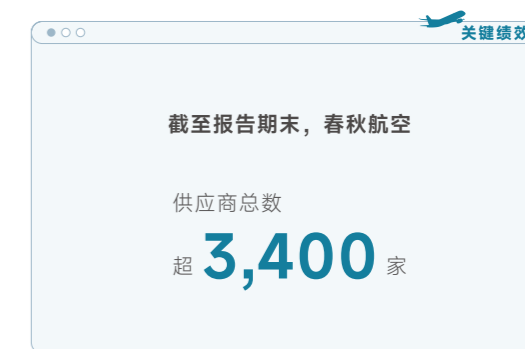 关键绩效
截至报告期末，春秋航空
供应商总数
超 3,400 家